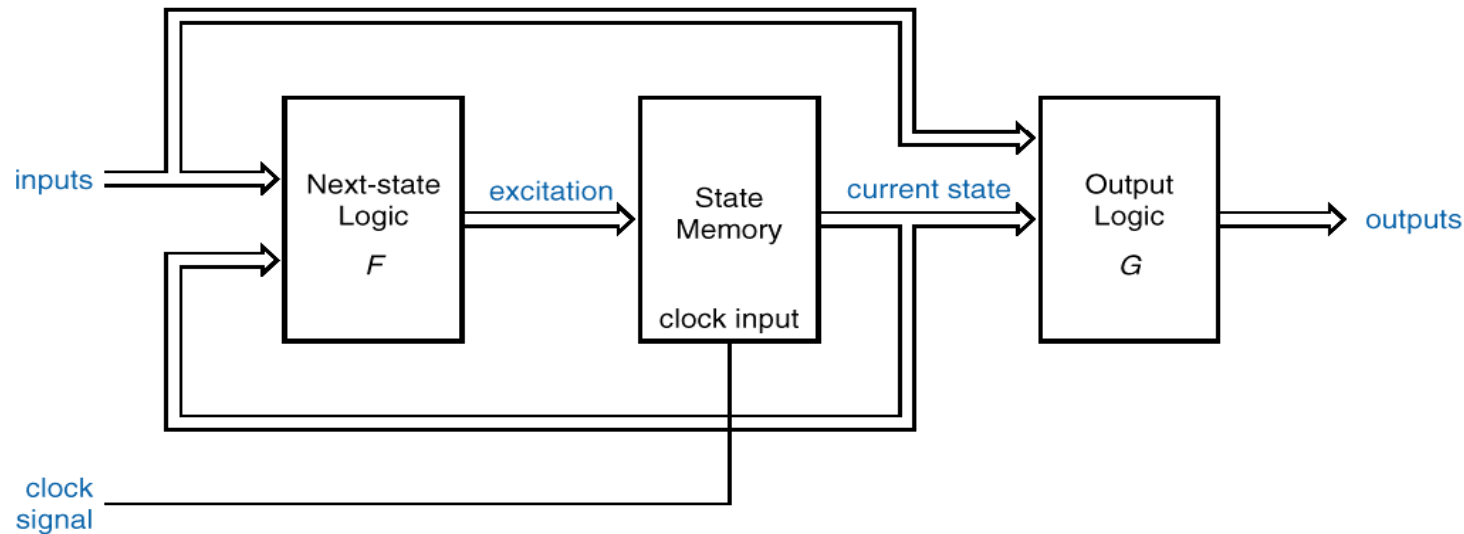 inputs
Next-state
Logic
F
excitation
State
Memory
clock input
current state
Output
Logic
G
outputs
clock
signal